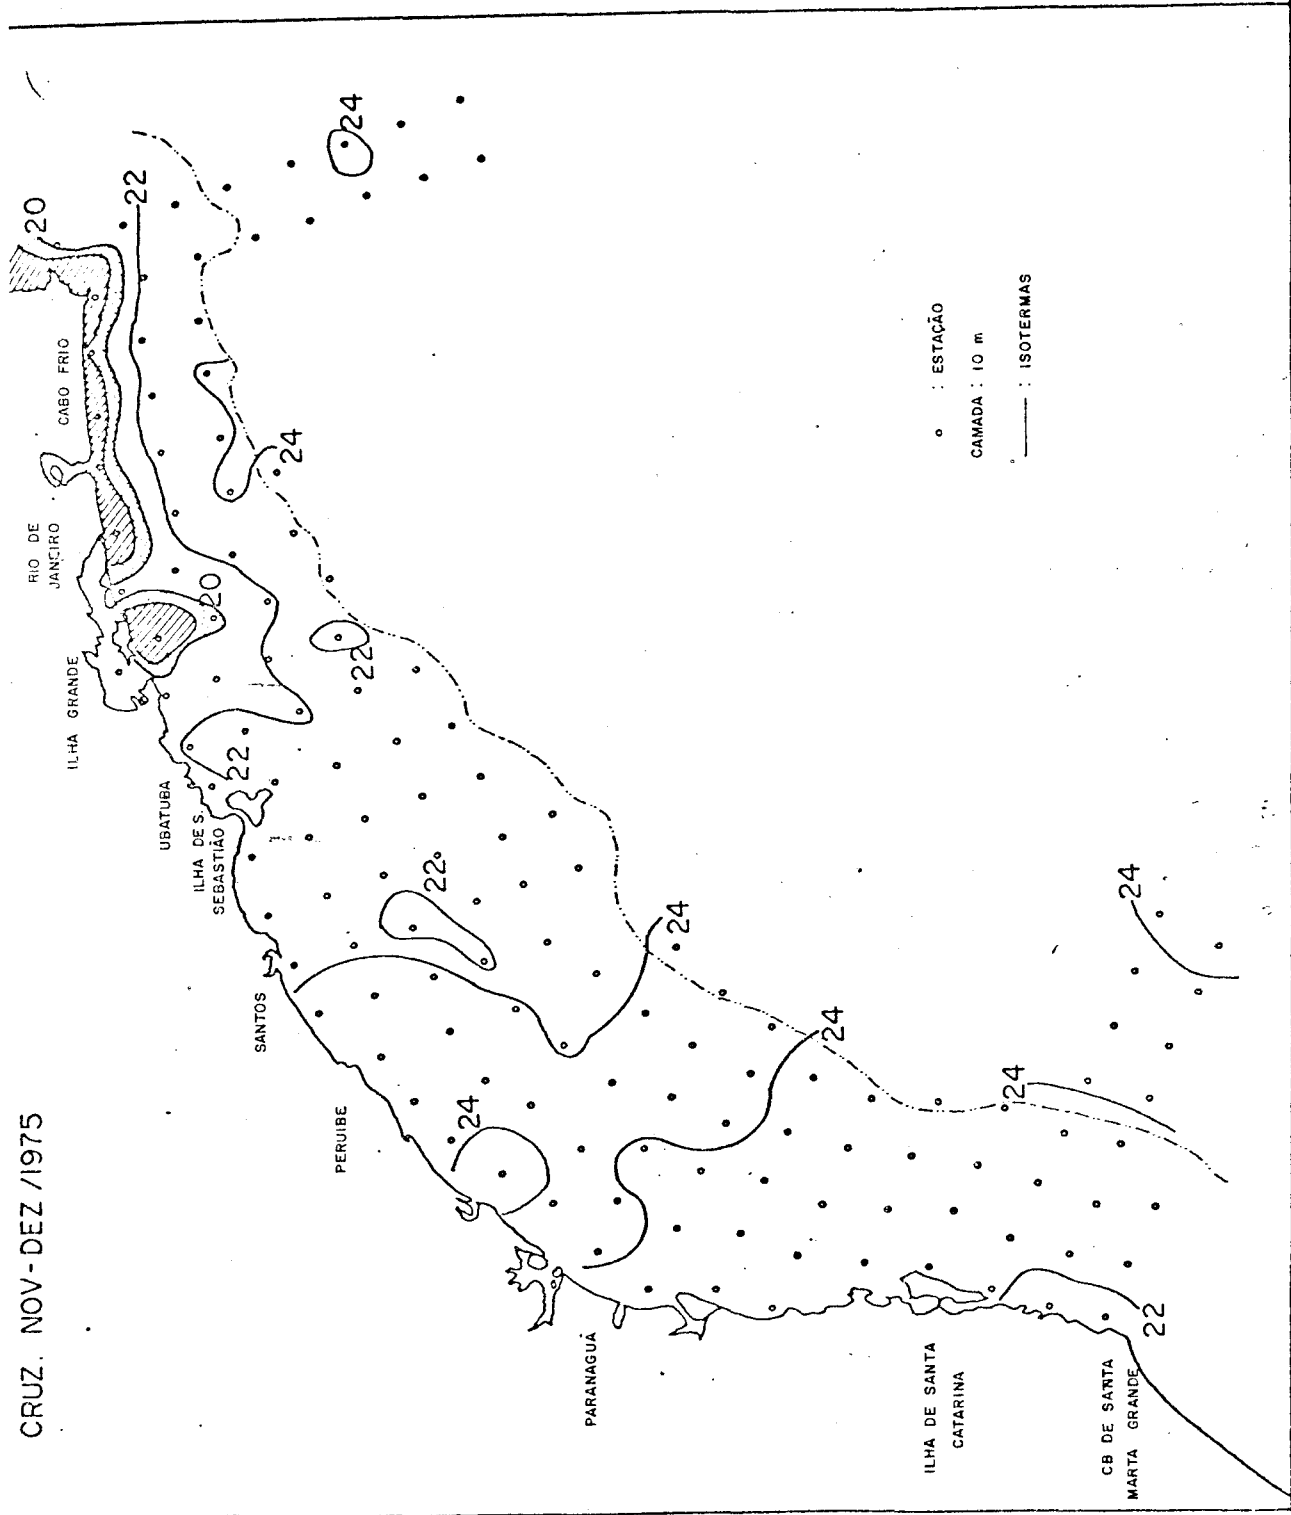 CRUZ. NOV-DEZ /1975
RIO DE
JANEIRO
CABO FRIO
ILHA GRANDE
UBATUBA
ILHA DE S.
SEBASTIÃO
SANTOS
PERUIBE
PARANAGUÁ
ILHA DE SANTA
CATARINA
CB DE SANTA
MARTA GRANDE
20
22
24
24
20
22
22
22
24
24
24
24
24
22
: ESTAÇÃO
CAMADA : 10 m
: ISOTERMAS